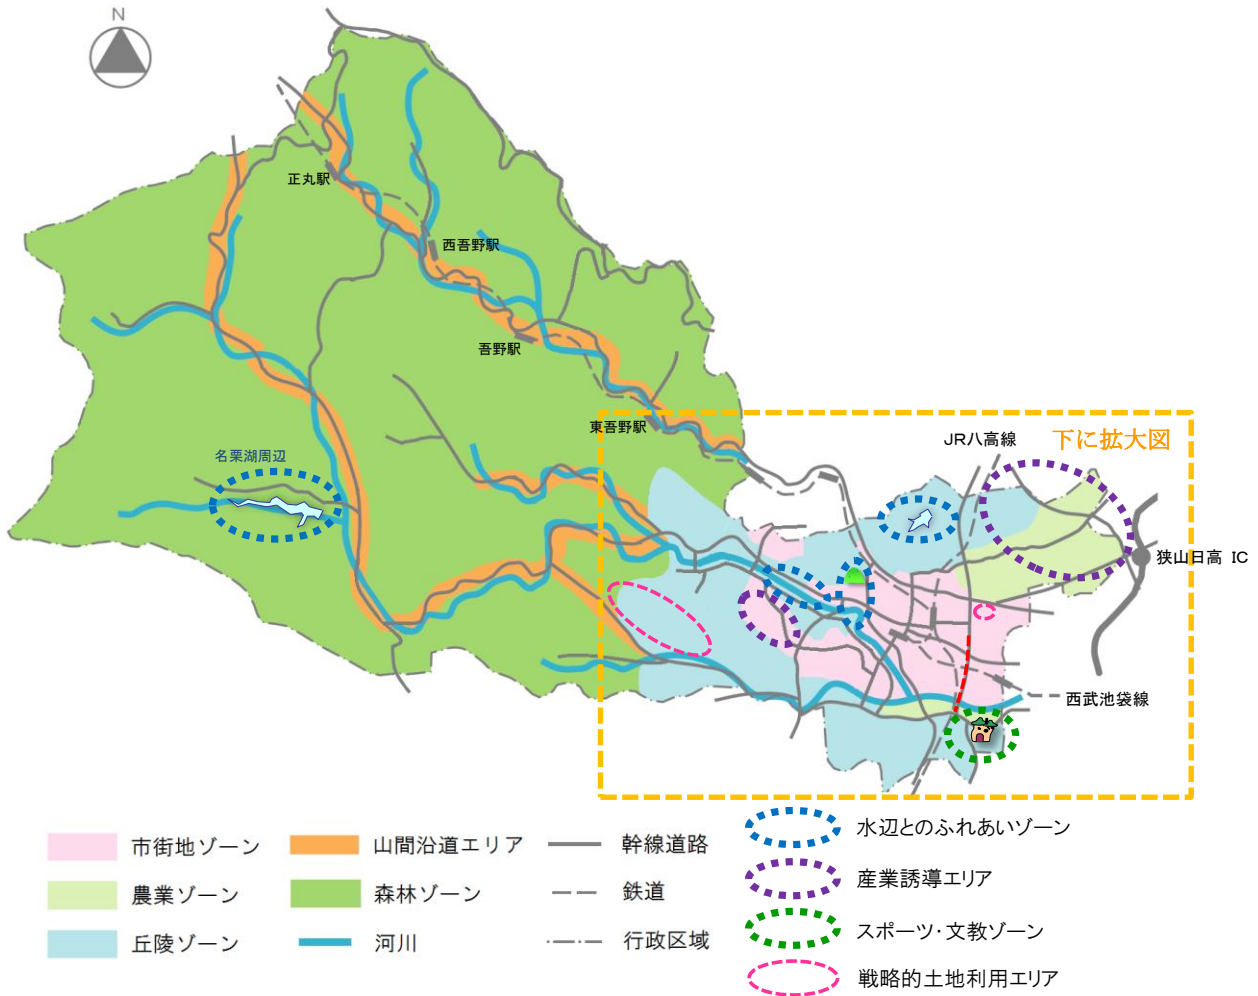 N
正丸駅
西吾野駅
吾野駅
東吾野駅
JR八高線
下に拡大図
名栗湖周辺
狭山日高 IC
西武池袋線
市街地ゾーン
山間沿道エリア
幹線道路
水辺とのふれあいゾーン
農業ゾーン
森林ゾーン
鉄道
産業誘導エリア
丘陵ゾーン
河川
行政区域
スポーツ・文教ゾーン
戦略的土地利用エリア